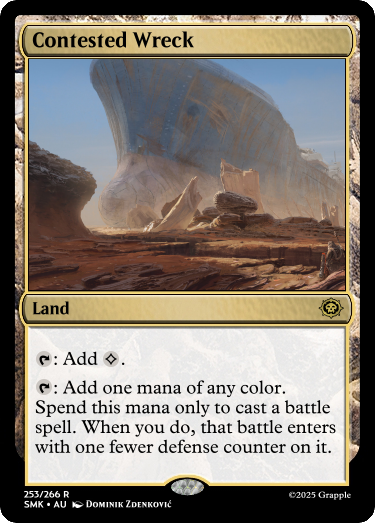 Contested Wreck
Land
: Add .
: Add one mana of any color.
Spend this mana only to cast a battle
spell. When you do, that battle enters
with one fewer defense counter on it.
253/266 R
SMK • AU Dominik Zdenković
©2025 Grapple